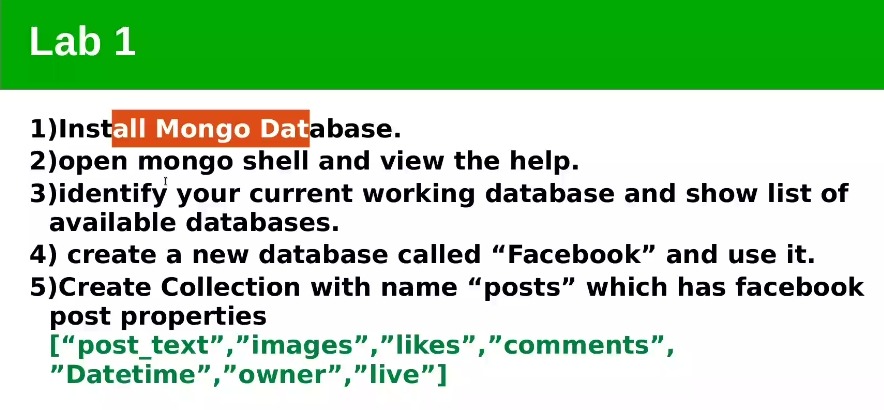 Lab 1
1)Install Mongo Database.
2)open mongo shell and view the help.
3)identify your current working database and show list of
available databases.
4) create a new database called “Facebook” and use it.
5)Create Collection with name “posts” which has facebook
post properties
[“post_text”,”images”,”likes”,”comments”,
”Datetime”,”owner”,”live”]